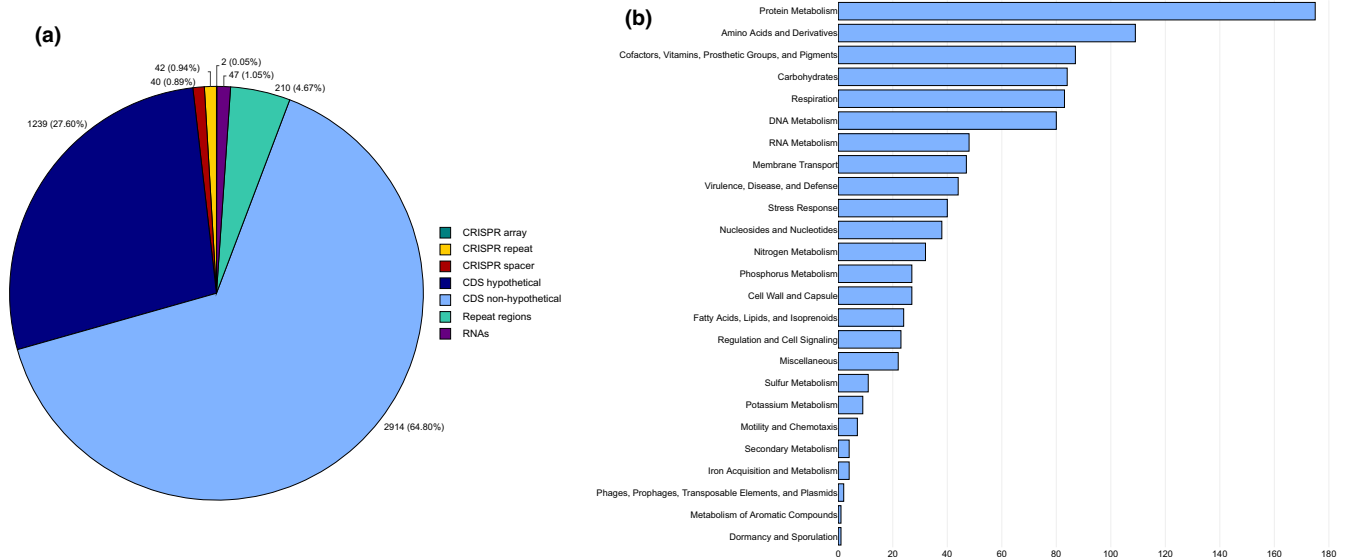 (a)
42 (0.94%)
2 (0.05%)
40 (0.89%)
47 (1.05%)
210 (4.67%)
1239 (27.60%)
2914 (64.80%)
CRISPR array
CRISPR repeat
CRISPR spacer
CDS hypothetical
CDS non-hypothetical
Repeat regions
RNAs
(b)
Protein Metabolism
Amino Acids and Derivatives
Cofactors, Vitamins, Prosthetic Groups, and Pigments
Carbohydrates
Respiration
DNA Metabolism
RNA Metabolism
Membrane Transport
Virulence, Disease, and Defense
Stress Response
Nucleosides and Nucleotides
Nitrogen Metabolism
Phosphorus Metabolism
Cell Wall and Capsule
Fatty Acids, Lipids, and Isoprenoids
Regulation and Cell Signaling
Miscellaneous
Sulfur Metabolism
Potassium Metabolism
Motility and Chemotaxis
Secondary Metabolism
Iron Acquisition and Metabolism
Phages, Prophages, Transposable Elements, and Plasmids
Metabolism of Aromatic Compounds
Dormancy and Sporulation
0 20 40 60 80 100 120 140 160 180